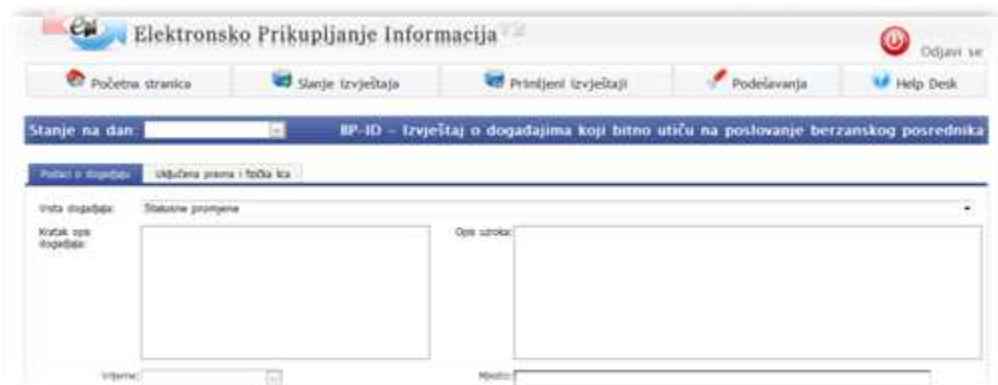 epi Elektronsko Prikupljanje Informacija V2
Odjavi se
Početna stranica Slanje izvještaja Primljeni izvještaji Podešavanja Help Desk
Stanje na dan: BP-ID - Izvještaj o događajima koji bitno utiču na poslovanje berzanskog posrednika
Podaci o događaju Uključena pravna i fizička lica
Vrsta događaja: Statusne promjene
Kratak opis Opis uzroka:
događaja:
Vrijeme: Mjesto: